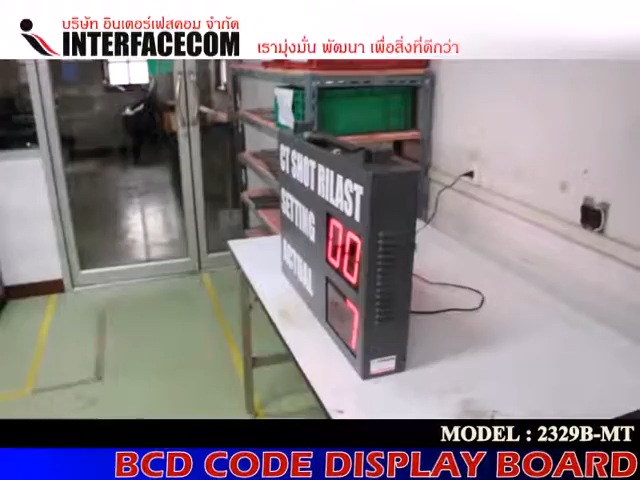 บริษัท อินเตอร์เฟสคอม จำกัด
INTERFACECOM
เรามุ่งมั่น พัฒนา เพื่อสิ่งที่ดีกว่า
CT SHOT RILAST
SETTING
00
ACTUAL
7
MODEL : 2329B-MT
BCD CODE DISPLAY BOARD